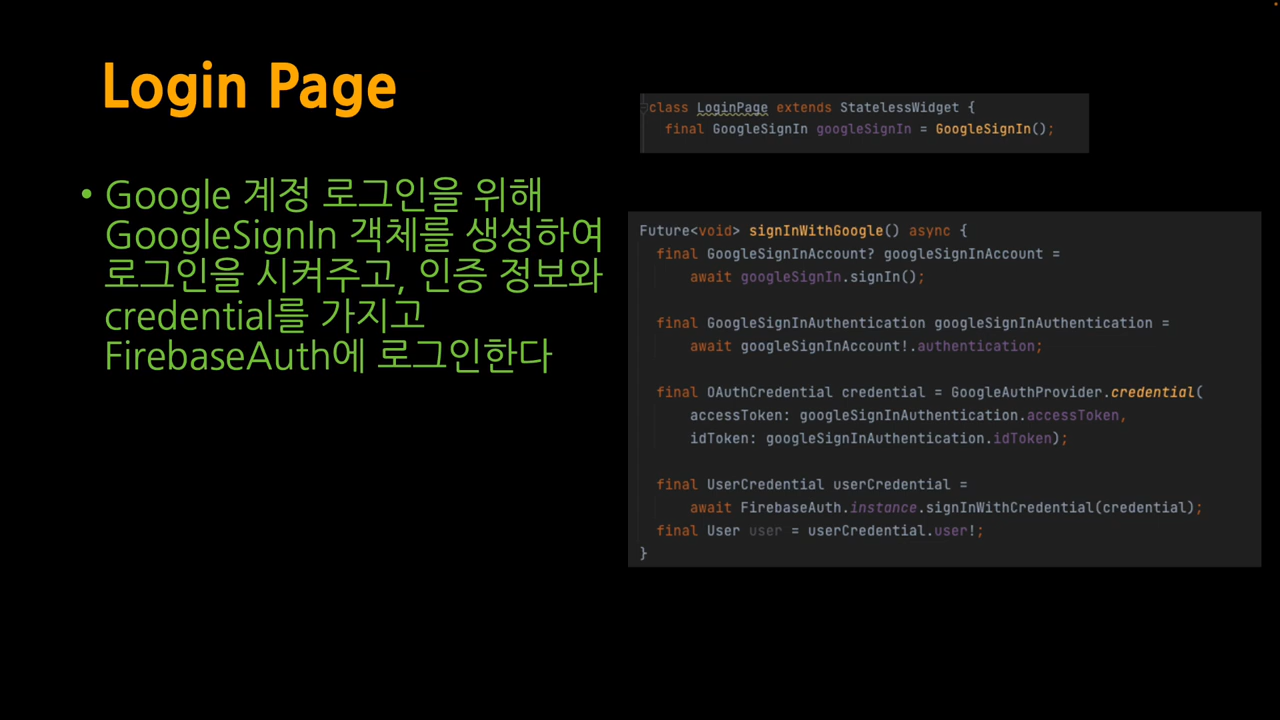 Login Page
• Google 계정 로그인을 위해
GoogleSignIn 객체를 생성하여
로그인을 시켜주고, 인증 정보와
credential를 가지고
FirebaseAuth에 로그인한다
class LoginPage extends StatelessWidget {
final GoogleSignIn googleSignIn = GoogleSignIn();
Future<void> signInWithGoogle() async {
final GoogleSignInAccount? googleSignInAccount =
await googleSignIn.signIn();
final GoogleSignInAuthentication googleSignInAuthentication =
await googleSignInAccount!.authentication;
final OAuthCredential credential = GoogleAuthProvider.credential(
accessToken: googleSignInAuthentication.accessToken,
idToken: googleSignInAuthentication.idToken);
final UserCredential userCredential =
await FirebaseAuth.instance.signInWithCredential(credential);
final User user = userCredential.user!;
}